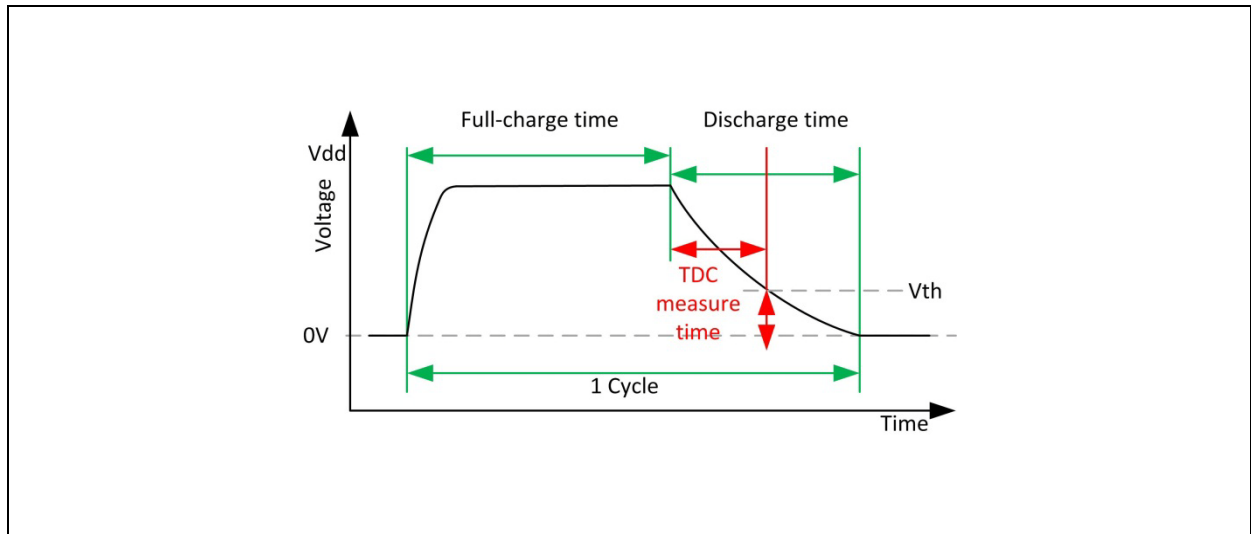 Full-charge time
Discharge time
Vdd
Voltage
TDC
measure
time
Vth
0V
1 Cycle
Time